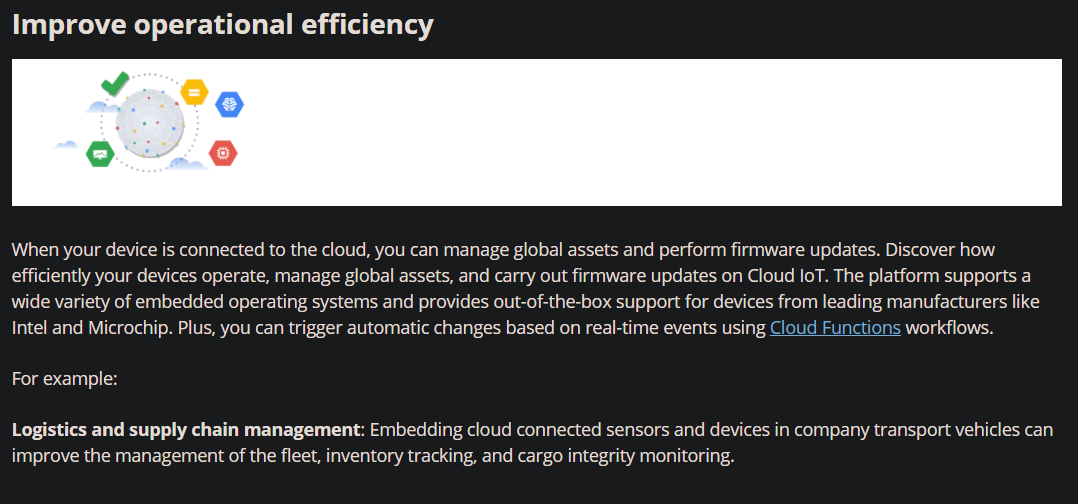 Improve operational efficiency
When your device is connected to the cloud, you can manage global assets and perform firmware updates. Discover how
efficiently your devices operate, manage global assets, and carry out firmware updates on Cloud IoT. The platform supports a
wide variety of embedded operating systems and provides out-of-the-box support for devices from leading manufacturers like
Intel and Microchip. Plus, you can trigger automatic changes based on real-time events using Cloud Functions workflows.
For example:
Logistics and supply chain management: Embedding cloud connected sensors and devices in company transport vehicles can
improve the management of the fleet, inventory tracking, and cargo integrity monitoring.